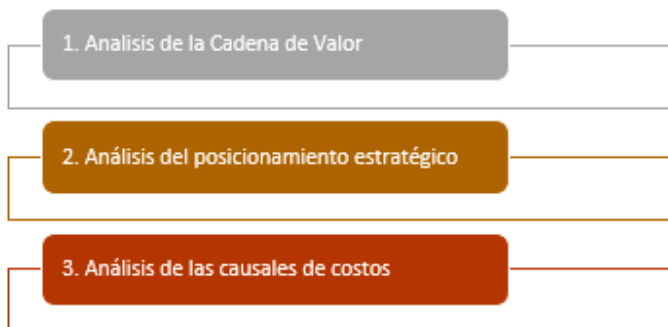 1. Analisis de la Cadena de Valor
2. Análisis del posicionamiento estratégico
3. Análisis de las causales de costos